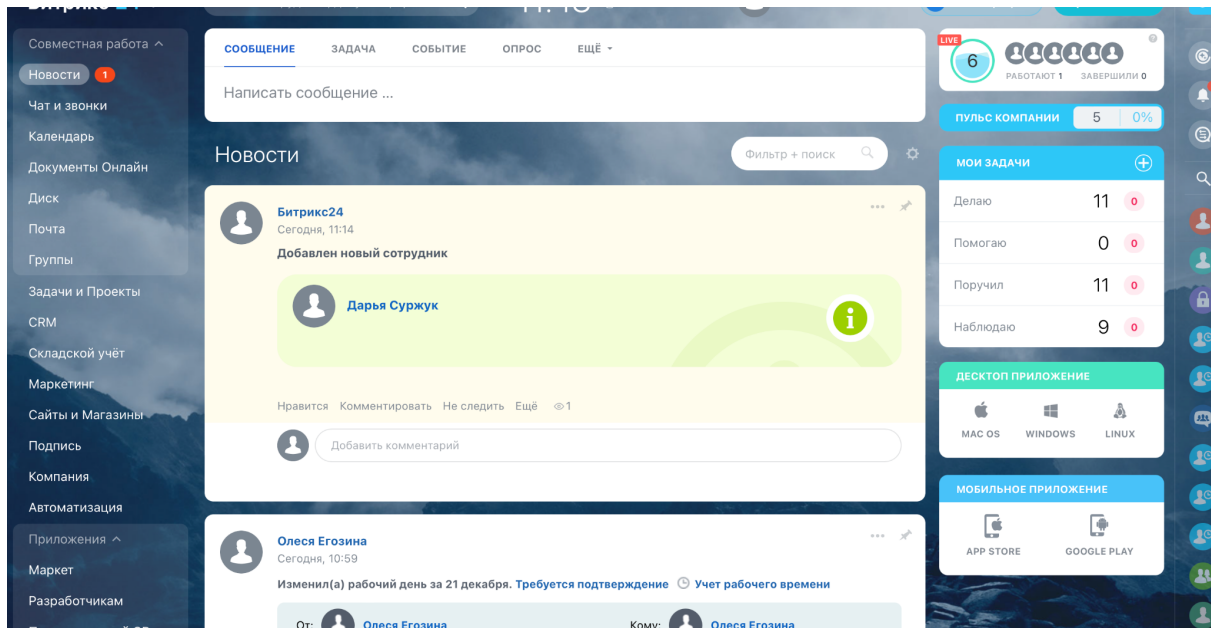 Битрикс 24
11:48
Совместная работа
Новости 1
Чат и звонки
Календарь
Документы Онлайн
Диск
Почта
Группы
Задачи и Проекты
CRM
Складской учёт
Маркетинг
Сайты и Магазины
Подпись
Компания
Автоматизация
Приложения
Маркет
Разработчикам
СООБЩЕНИЕ ЗАДАЧА СОБЫТИЕ ОПРОС ЕЩЁ
Написать сообщение ...
Новости
Фильтр + поиск
Битрикс24
Сегодня, 11:14
Добавлен новый сотрудник
Дарья Суржук
Нравится Комментировать Не следить Ещё 1
Добавить комментарий
Олеся Егозина
Сегодня, 10:59
Изменил(а) рабочий день за 21 декабря. Требуется подтверждение Учет рабочего времени
От: Олеся Егозина Кому: Олеся Егозина
LIVE
6
РАБОТАЮТ 1 ЗАВЕРШИЛИ 0
ПУЛЬС КОМПАНИИ 5 0%
МОИ ЗАДАЧИ
Делаю 11 0
Помогаю 0 0
Поручил 11 0
Наблюдаю 9 0
ДЕСКТОП ПРИЛОЖЕНИЕ
MAC OS WINDOWS LINUX
МОБИЛЬНОЕ ПРИЛОЖЕНИЕ
APP STORE GOOGLE PLAY